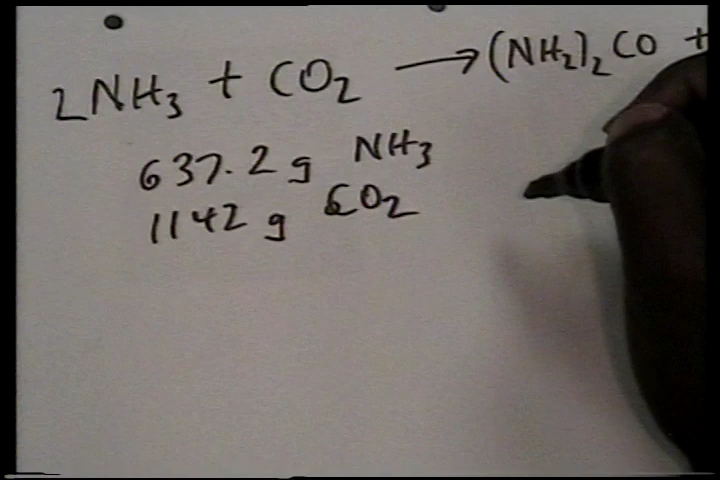 2NH₃ + CO₂ ⟶ (NH₂)₂CO +
637.2 g NH₃
1142 g CO₂